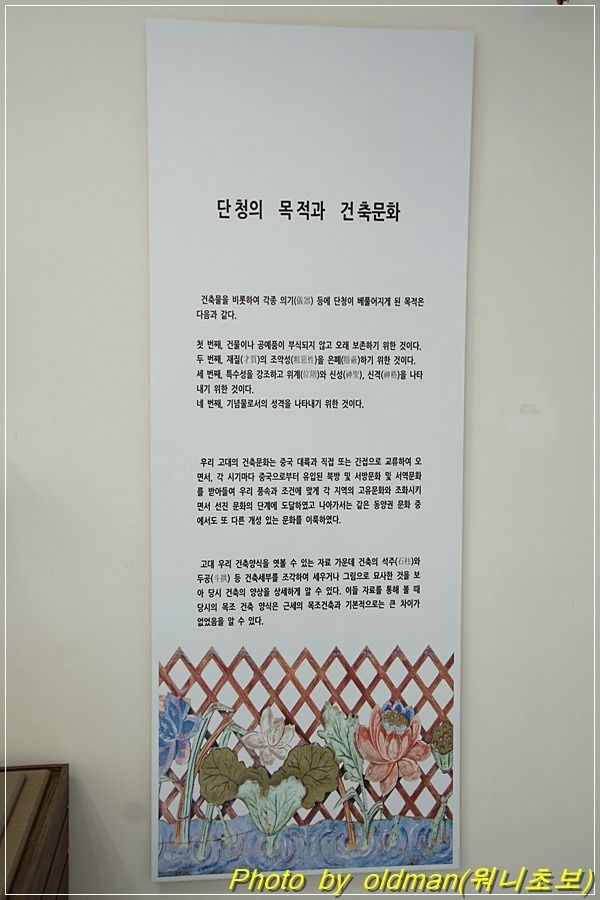 단청의 목적과 건축문화
건축물을 비롯하여 각종 의기(儀器) 등에 단청이 베풀어지게 된 목적은
다음과 같다.
첫 번째, 건물이나 공예품이 부식되지 않고 오래 보존하기 위한 것이다.
두 번째, 재질(才質)의 조악성(粗惡性)을 은폐(隱蔽)하기 위한 것이다.
세 번째, 특수성을 강조하고 위계(位階)와 신성(神聖), 신격(神格)을 나타
내기 위한 것이다.
네 번째, 기념물로서의 성격을 나타내기 위한 것이다.
우리 고대의 건축문화는 중국 대륙과 직접 또는 간접으로 교류하여 오
면서, 각 시기마다 중국으로부터 유입된 북방 및 서방문화 및 서역문화
를 받아들여 우리 풍속과 조건에 맞게 각 지역의 고유문화와 조화시키
면서 선진 문화의 단계에 도달하였고 나아가서는 같은 동양권 문화 중
에서도 또 다른 개성 있는 문화를 이룩하였다.
고대 우리 건축양식을 엿볼 수 있는 자료 가운데 건축의 석주(石柱)와
두공(斗栱) 등 건축세부를 조각하여 세우거나 그림으로 묘사한 것을 보
아 당시 건축의 양상을 상세하게 알 수 있다. 이들 자료를 통해 볼 때
당시의 목조 건축 양식은 근세의 목조건축과 기본적으로는 큰 차이가
없었음을 알 수 있다.
Photo by oldman(워니초보)